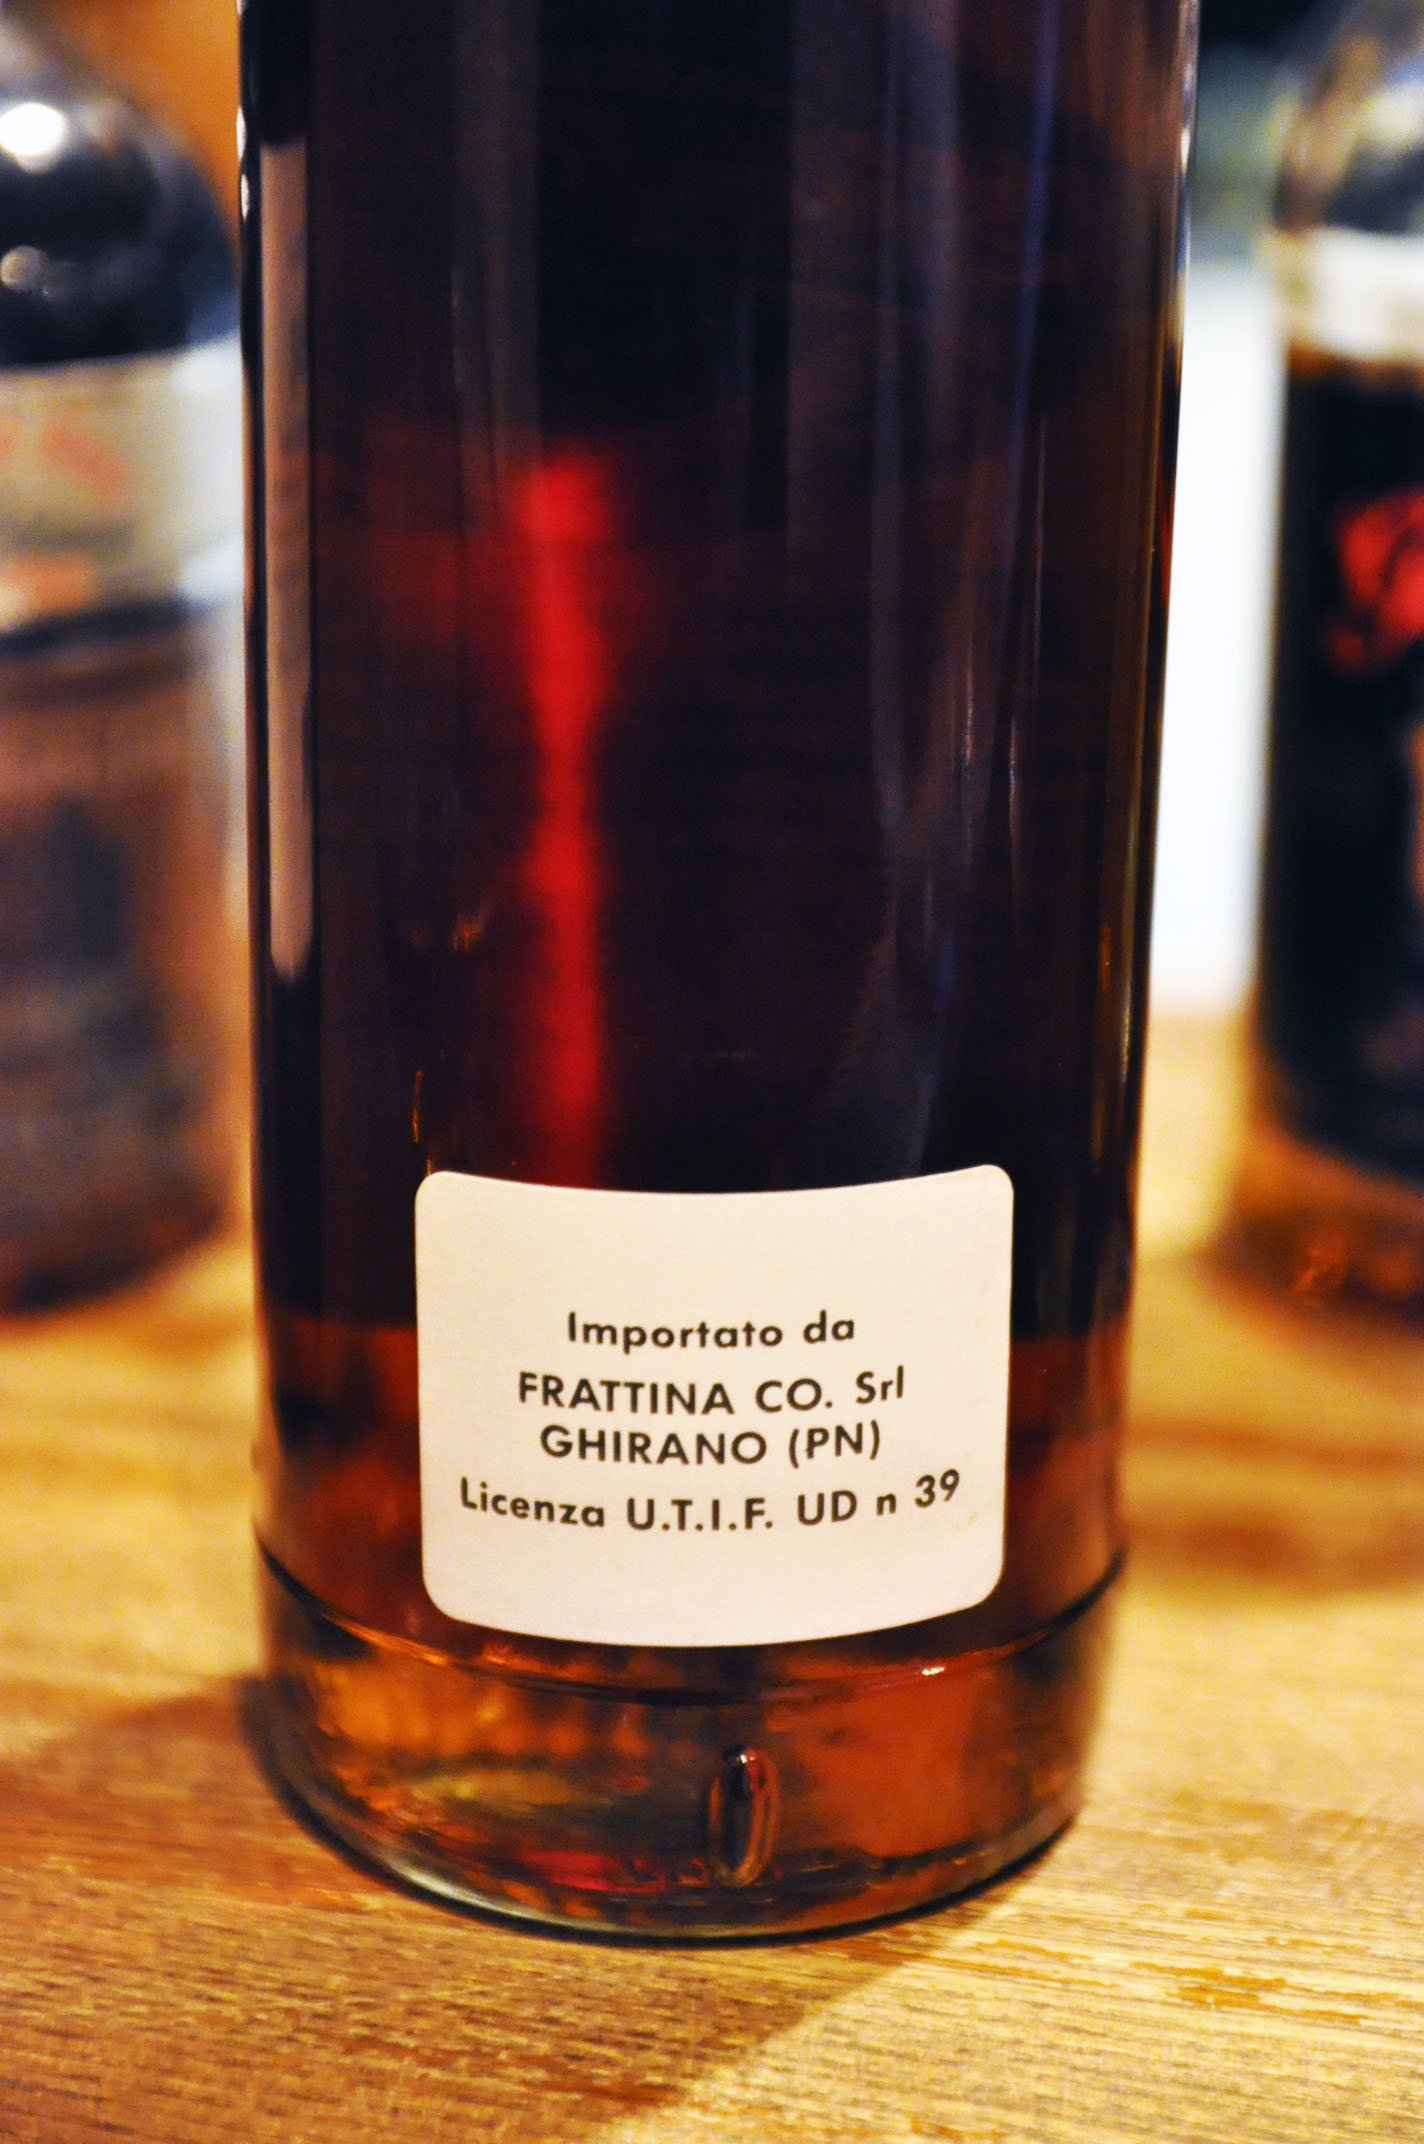 Importato da
FRATTINA CO. Srl
GHIRANO (PN)
Licenza U.T.I.F. UD n 39